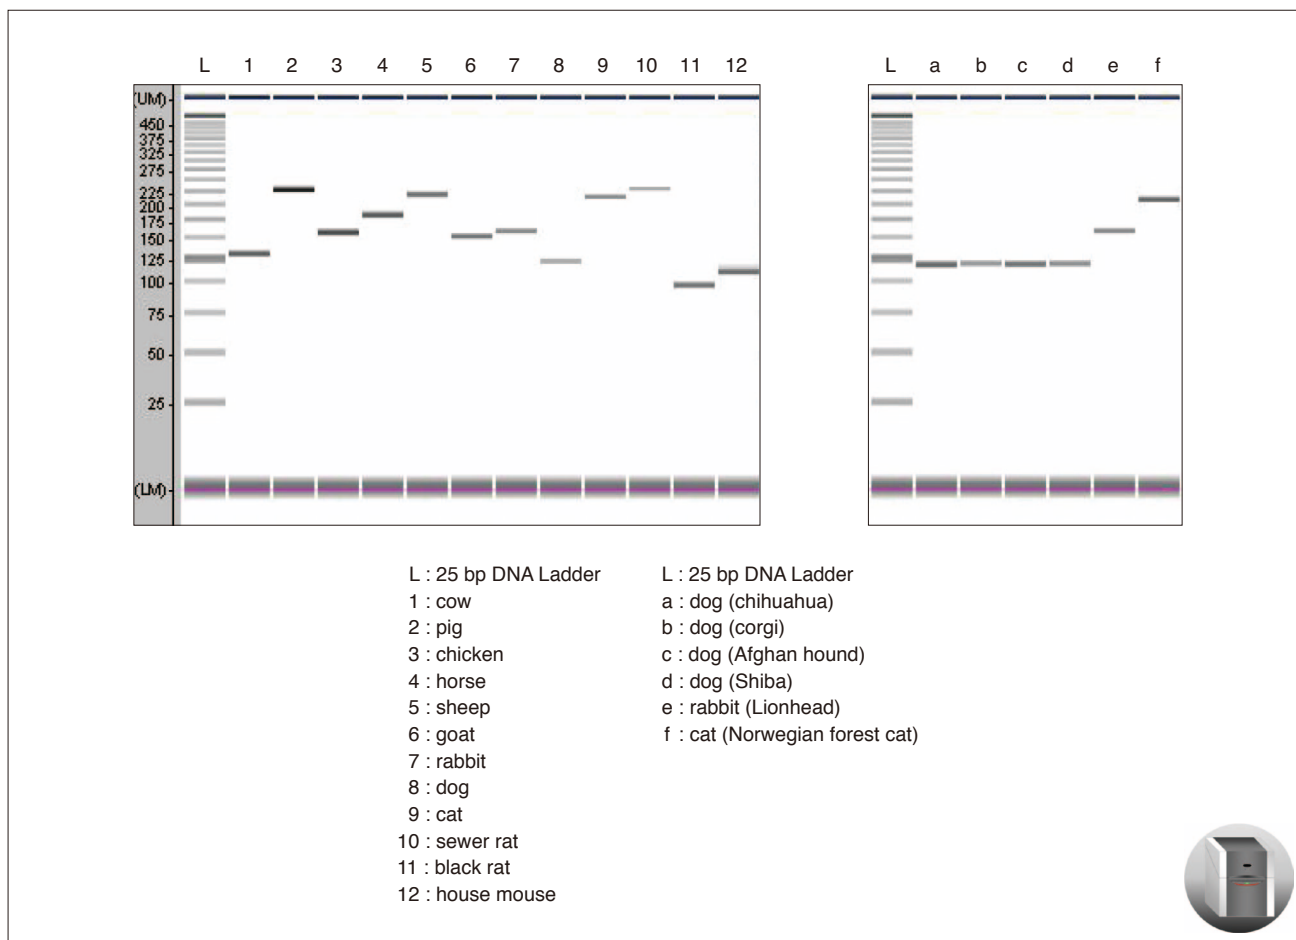 L 1 2 3 4 5 6 7 8 9 10 11 12
L a b c d e f
(UM)
450
375
325
275
225
200
175
150
125
100
75
50
25
(LM)
L : 25 bp DNA Ladder
1 : cow
2 : pig
3 : chicken
4 : horse
5 : sheep
6 : goat
7 : rabbit
8 : dog
9 : cat
10 : sewer rat
11 : black rat
12 : house mouse
L : 25 bp DNA Ladder
a : dog (chihuahua)
b : dog (corgi)
c : dog (Afghan hound)
d : dog (Shiba)
e : rabbit (Lionhead)
f : cat (Norwegian forest cat)